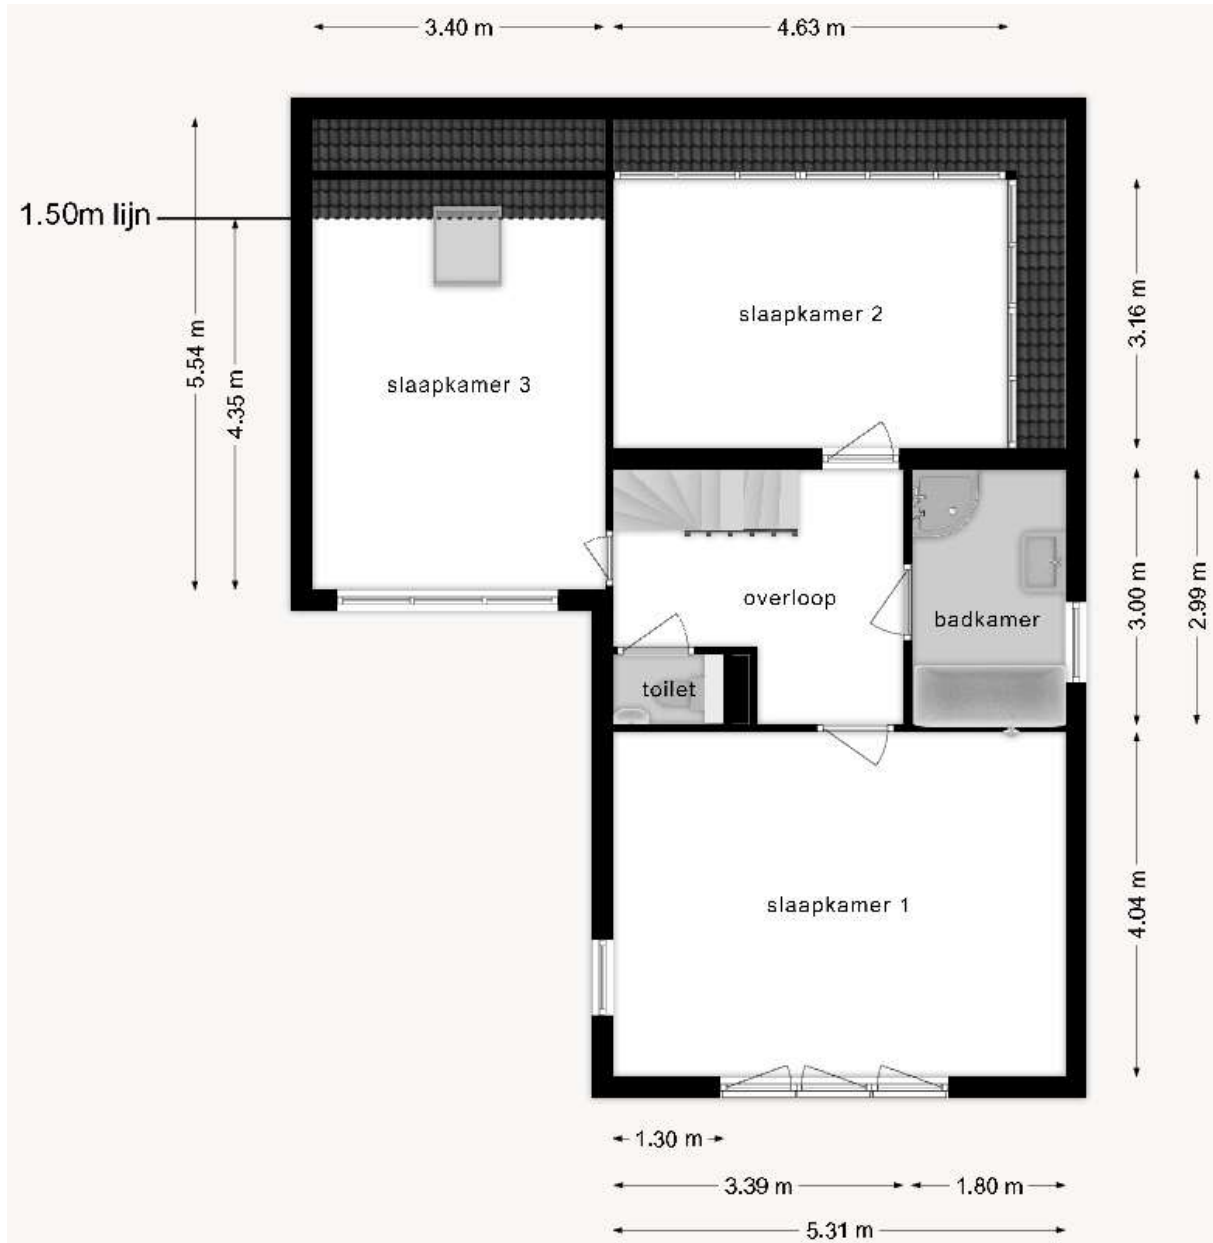 3.40 m
4.63 m
1.50m lijn
5.54 m
4.35 m
slaapkamer 2
3.16 m
slaapkamer 3
overloop
badkamer
3.00 m
2.99 m
toilet
slaapkamer 1
4.04 m
1.30 m
3.39 m
1.80 m
5.31 m